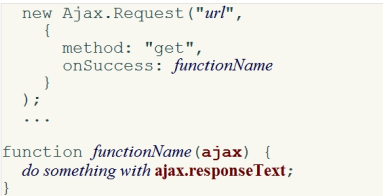 new Ajax.Request("url",
{
method: "get",
onSuccess: functionName
}
);
...
function functionName(ajax) {
do something with ajax.responseText;
}